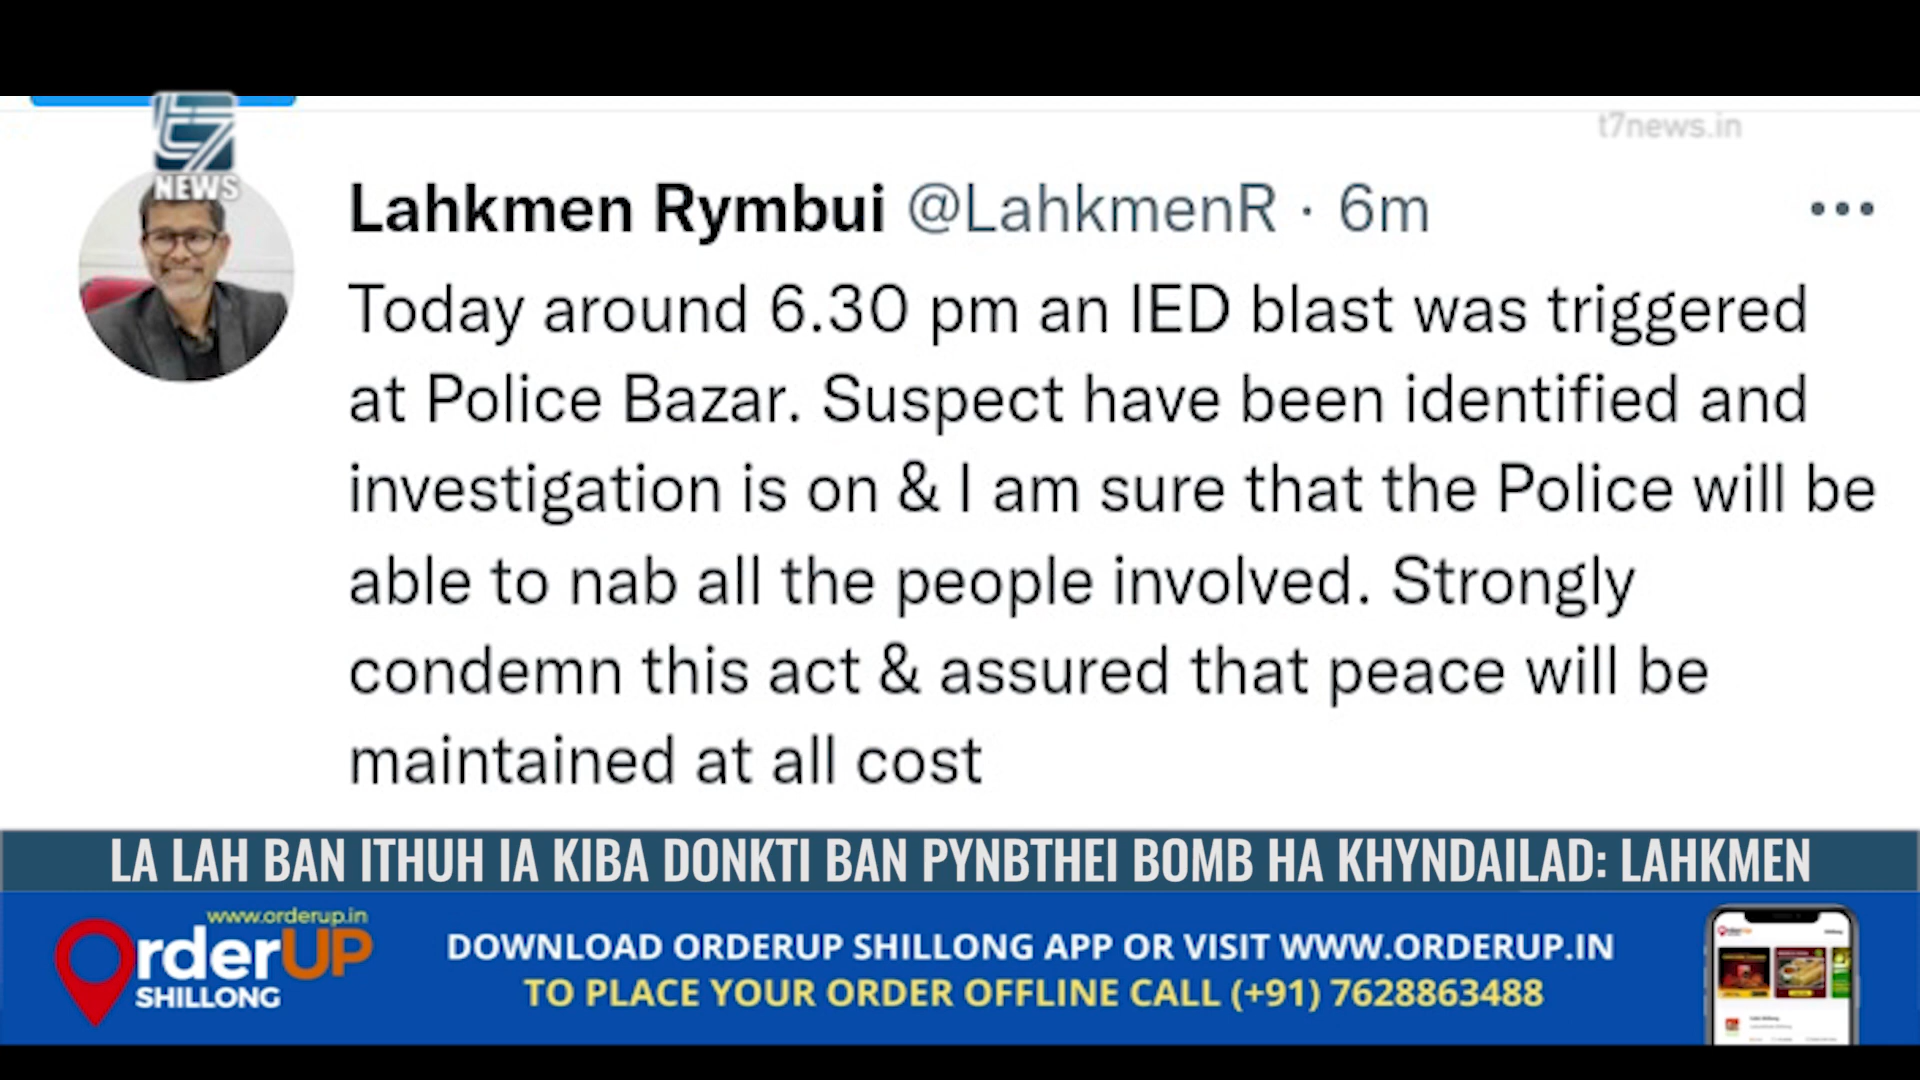 t7news.in
t7
NEWS
Lahkmen Rymbui @LahkmenR · 6m
Today around 6.30 pm an IED blast was triggered
at Police Bazar. Suspect have been identified and
investigation is on & I am sure that the Police will be
able to nab all the people involved. Strongly
condemn this act & assured that peace will be
maintained at all cost
LA LAH BAN ITHUH IA KIBA DONKTI BAN PYNBTHEI BOMB HA KHYNDAILAD: LAHKMEN
www.orderup.in
OrderUP
SHILLONG
DOWNLOAD ORDERUP SHILLONG APP OR VISIT WWW.ORDERUP.IN
TO PLACE YOUR ORDER OFFLINE CALL (+91) 7628863488